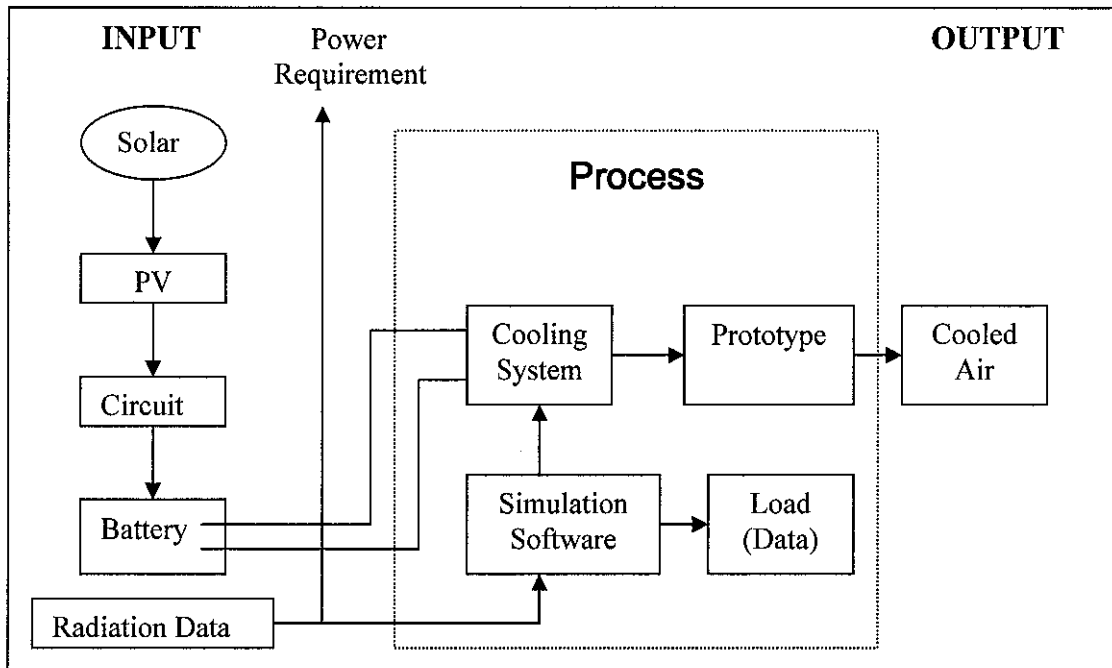 INPUT
Power
Requirement
OUTPUT
Solar
Process
PV
Cooling
System
Prototype
Cooled
Air
Circuit
Battery
Simulation
Software
Load
(Data)
Radiation Data